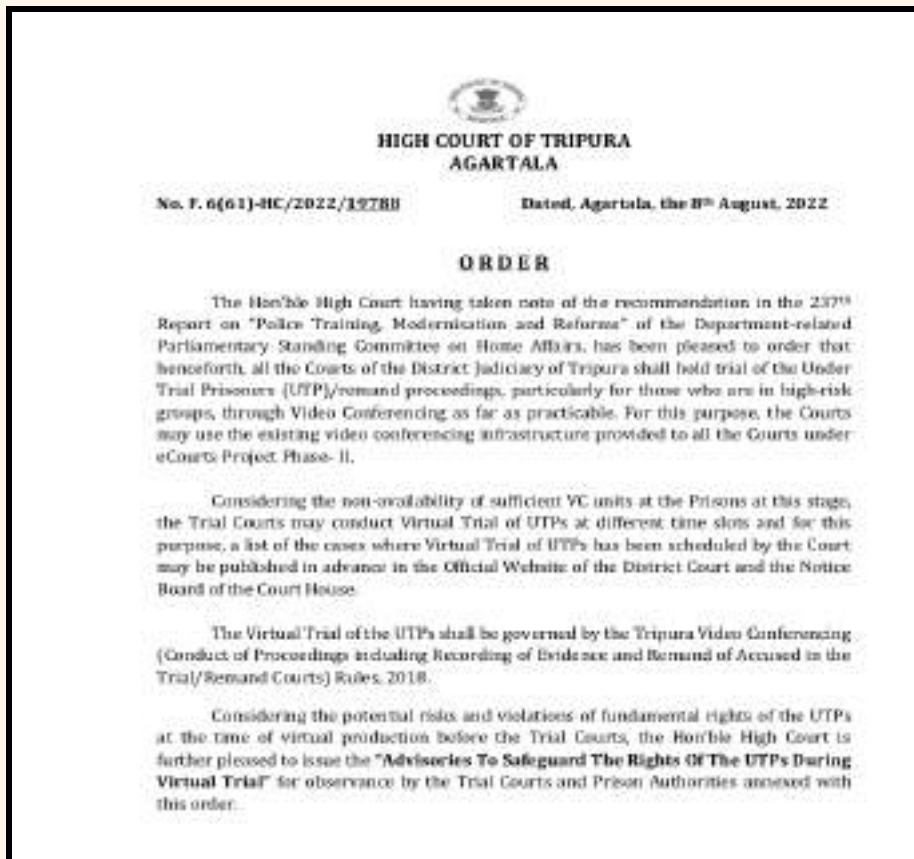 HIGH COURT OF TRIPURA
AGARTALA
No. F. 6(61)-HC/2022/19788 Dated, Agartala, the 8th August, 2022
ORDER
The Hon'ble High Court having taken note of the recommendation in the 237th
Report on "Police Training, Modernisation and Reforms" of the Department-related
Parliamentary Standing Committee on Home Affairs, has been pleased to order that
henceforth, all the Courts of the District Judiciary of Tripura shall hold trial of the Under
Trial Prisoners (UTP)/remand proceedings, particularly for those who are in high-risk
groups, through Video Conferencing as far as practicable. For this purpose, the Courts
may use the existing video conferencing infrastructure provided to all the Courts under
eCourts Project Phase- II.
Considering the non-availability of sufficient VC units at the Prisons at this stage,
the Trial Courts may conduct Virtual Trial of UTPs at different time slots and for this
purpose, a list of the cases where Virtual Trial of UTPs has been scheduled by the Court
may be published in advance in the Official Website of the District Court and the Notice
Board of the Court House.
The Virtual Trial of the UTPs shall be governed by the Tripura Video Conferencing
(Conduct of Proceedings including Recording of Evidence and Remand of Accused in the
Trial/Remand Courts) Rules, 2018.
Considering the potential risks and violations of fundamental rights of the UTPs
at the time of virtual production before the Trial Courts, the Hon'ble High Court is
further pleased to issue the "Advisories To Safeguard The Rights Of The UTPs During
Virtual Trial" for observance by the Trial Courts and Prison Authorities annexed with
this order.